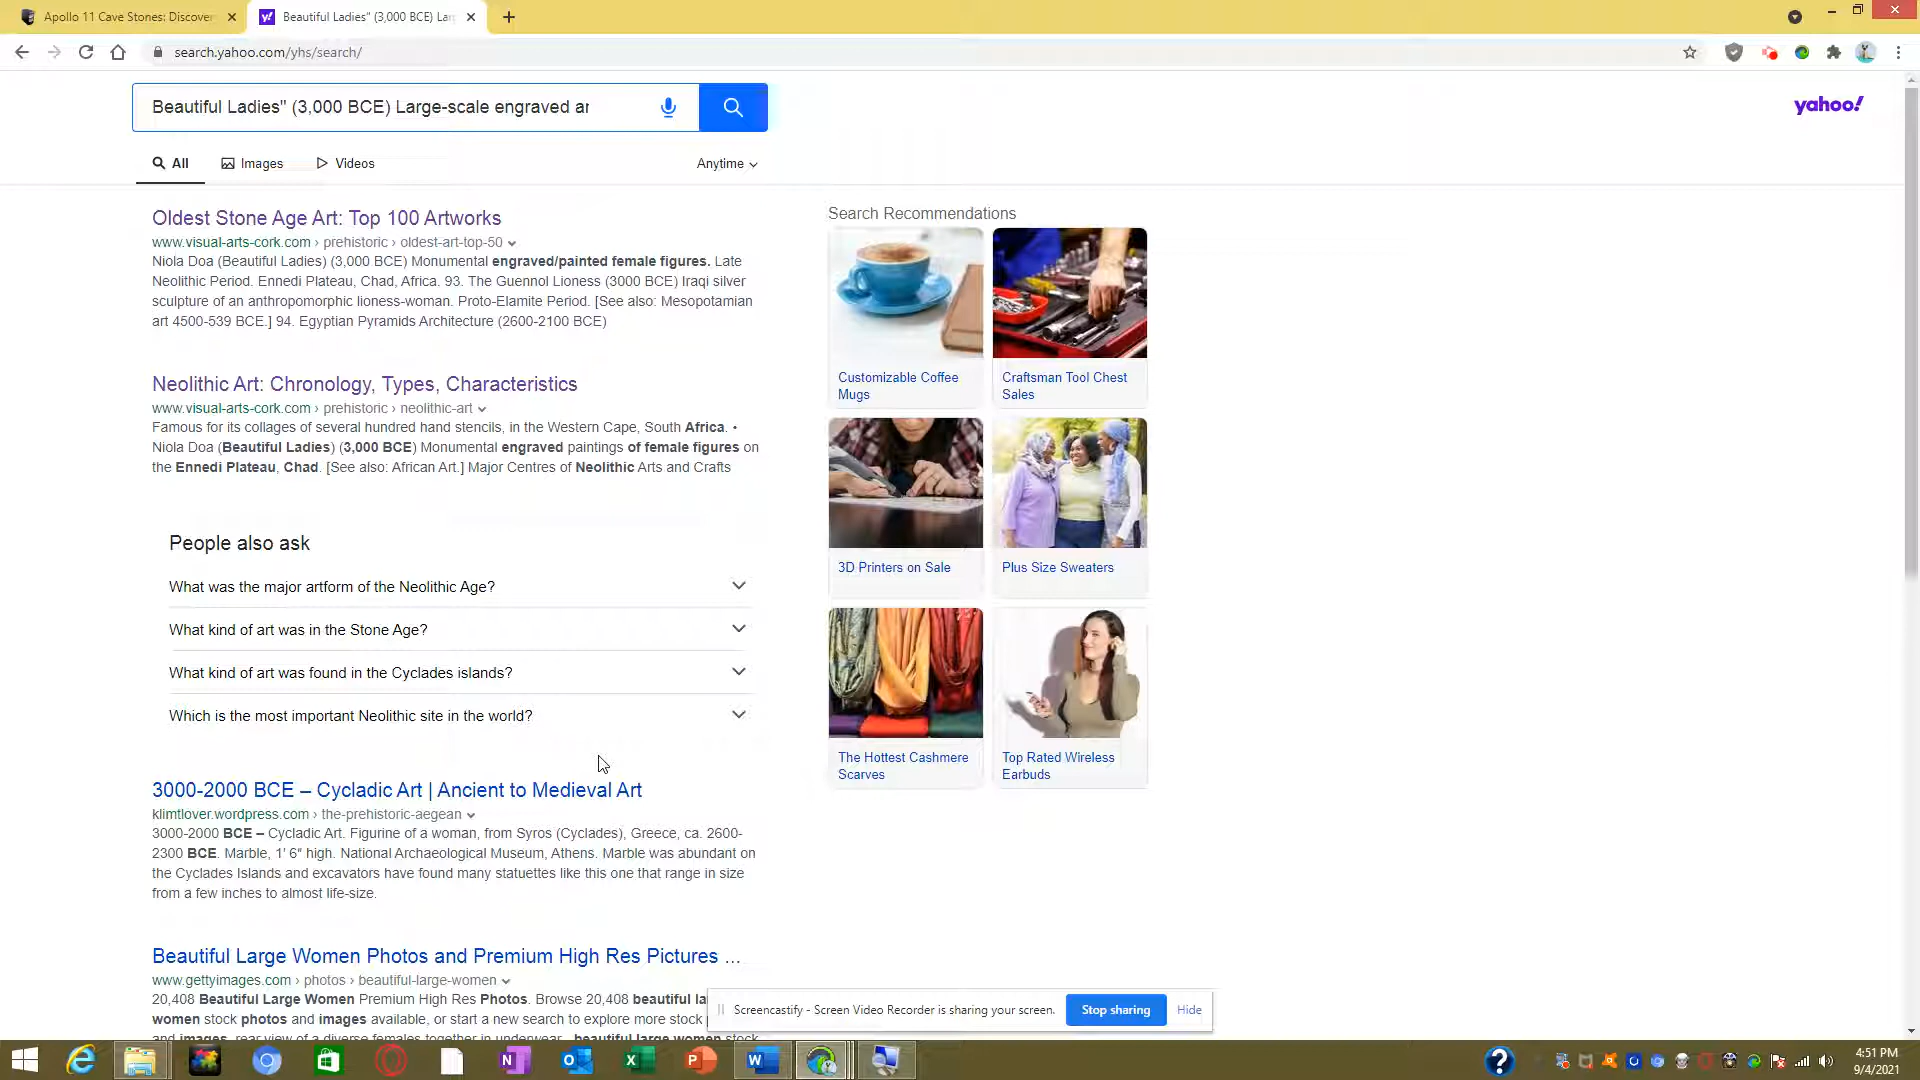 Apollo 11 Cave Stones: Discover
Beautiful Ladies" (3,000 BCE) Lar
search.yahoo.com/yhs/search/
Beautiful Ladies" (3,000 BCE) Large-scale engraved ar
yahoo!
All
Images
Videos
Anytime
Oldest Stone Age Art: Top 100 Artworks
www.visual-arts-cork.com › prehistoric › oldest-art-top-50
Niola Doa (Beautiful Ladies) (3,000 BCE) Monumental engraved/painted female figures. Late
Neolithic Period. Ennedi Plateau, Chad, Africa. 93. The Guennol Lioness (3000 BCE) Iraqi silver
sculpture of an anthropomorphic lioness-woman. Proto-Elamite Period. [See also: Mesopotamian
art 4500-539 BCE.] 94. Egyptian Pyramids Architecture (2600-2100 BCE)
Neolithic Art: Chronology, Types, Characteristics
www.visual-arts-cork.com › prehistoric › neolithic-art
Famous for its collages of several hundred hand stencils, in the Western Cape, South Africa. •
Niola Doa (Beautiful Ladies) (3,000 BCE) Monumental engraved paintings of female figures on
the Ennedi Plateau, Chad. [See also: African Art.] Major Centres of Neolithic Arts and Crafts
People also ask
What was the major artform of the Neolithic Age?
What kind of art was in the Stone Age?
What kind of art was found in the Cyclades islands?
Which is the most important Neolithic site in the world?
3000-2000 BCE – Cycladic Art | Ancient to Medieval Art
klimtlover.wordpress.com › the-prehistoric-aegean
3000-2000 BCE – Cycladic Art. Figurine of a woman, from Syros (Cyclades), Greece, ca. 2600-
2300 BCE. Marble, 1' 6" high. National Archaeological Museum, Athens. Marble was abundant on
the Cyclades Islands and excavators have found many statuettes like this one that range in size
from a few inches to almost life-size.
Beautiful Large Women Photos and Premium High Res Pictures ...
www.gettyimages.com › photos › beautiful-large-women
20,408 Beautiful Large Women Premium High Res Photos. Browse 20,408 beautiful la
women stock photos and images available, or start a new search to explore more stock
and images. rear view of a diverse females together in underwear - beautiful large women stock
Search Recommendations
Customizable Coffee
Mugs
Craftsman Tool Chest
Sales
3D Printers on Sale
Plus Size Sweaters
The Hottest Cashmere
Scarves
Top Rated Wireless
Earbuds
Screencastify - Screen Video Recorder is sharing your screen.
Stop sharing
Hide
4:51 PM
9/4/2021